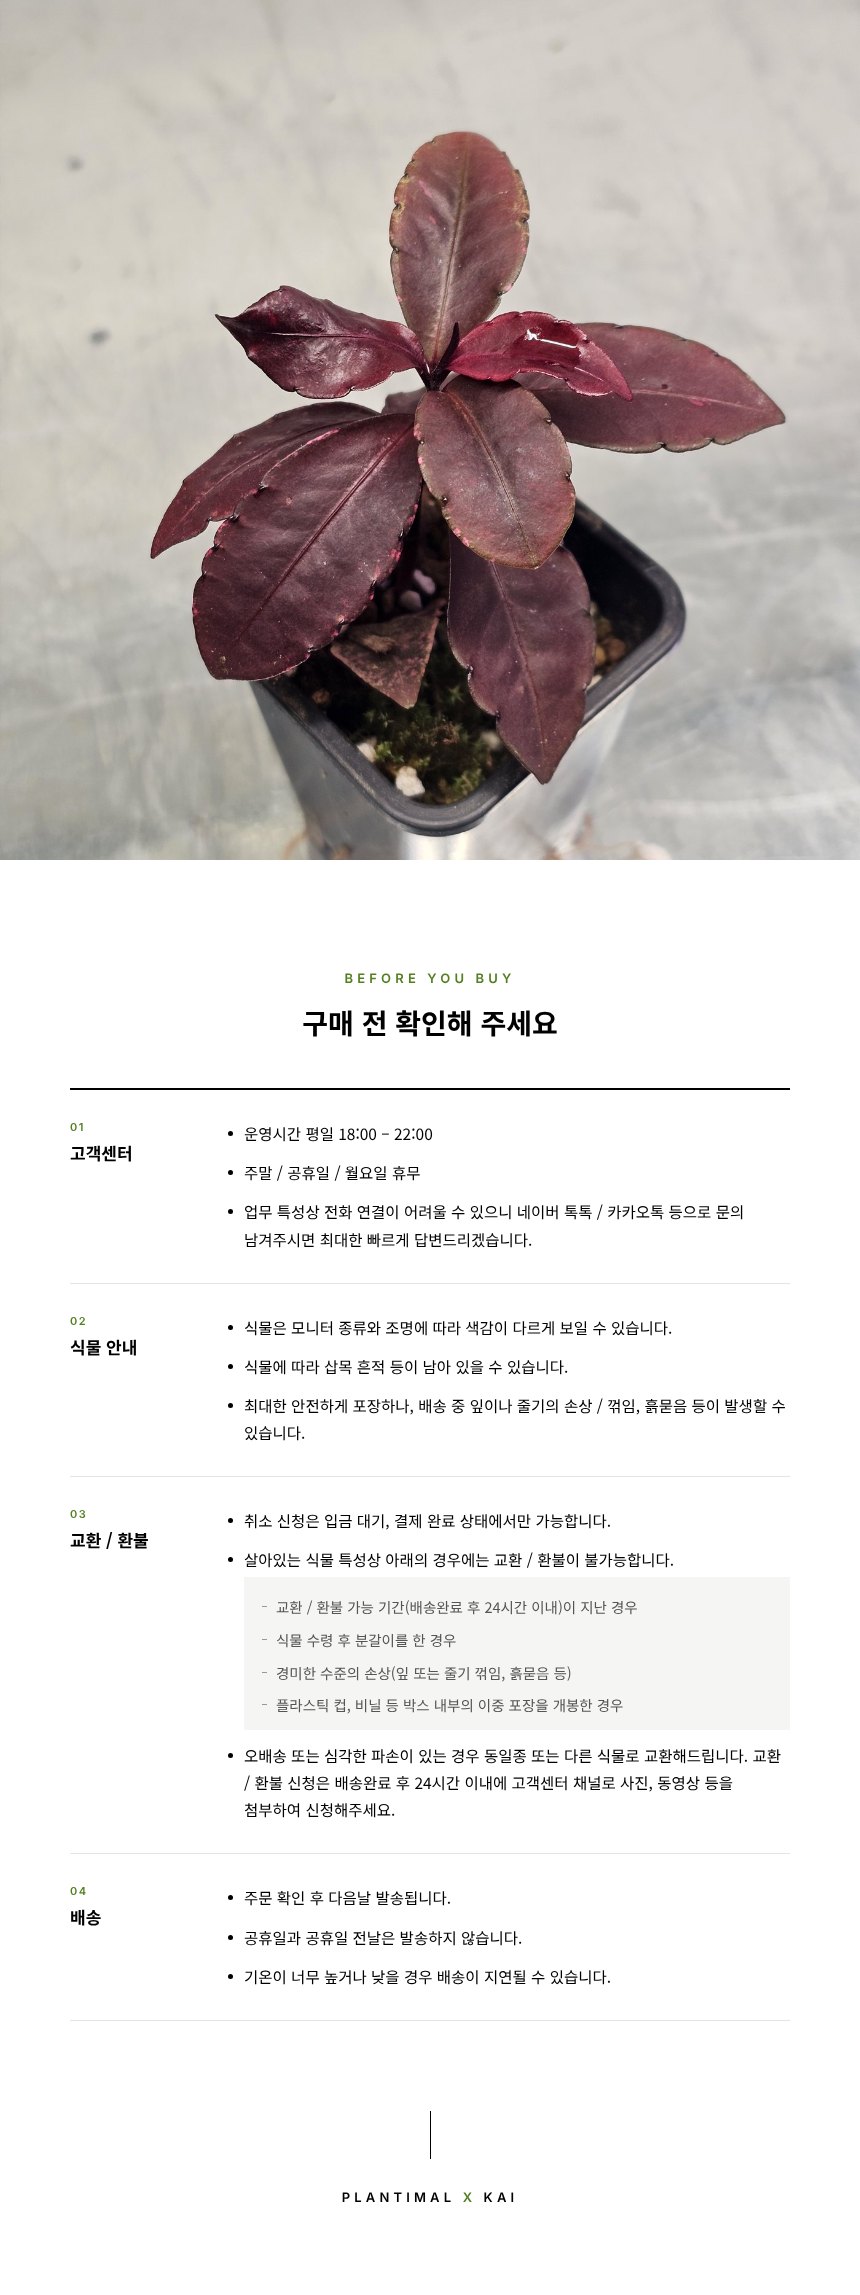 BEFORE YOU BUY
구매 전 확인해 주세요
01
고객센터
운영시간 평일 18:00 – 22:00
주말 / 공휴일 / 월요일 휴무
업무 특성상 전화 연결이 어려울 수 있으니 네이버 톡톡 / 카카오톡 등으로 문의
남겨주시면 최대한 빠르게 답변드리겠습니다.
02
식물 안내
식물은 모니터 종류와 조명에 따라 색감이 다르게 보일 수 있습니다.
식물에 따라 삽목 흔적 등이 남아 있을 수 있습니다.
최대한 안전하게 포장하나, 배송 중 잎이나 줄기의 손상 / 꺾임, 흙묻음 등이 발생할 수
있습니다.
03
교환 / 환불
취소 신청은 입금 대기, 결제 완료 상태에서만 가능합니다.
살아있는 식물 특성상 아래의 경우에는 교환 / 환불이 불가능합니다.
– 교환 / 환불 가능 기간(배송완료 후 24시간 이내)이 지난 경우
– 식물 수령 후 분갈이를 한 경우
– 경미한 수준의 손상(잎 또는 줄기 꺾임, 흙묻음 등)
– 플라스틱 컵, 비닐 등 박스 내부의 이중 포장을 개봉한 경우
오배송 또는 심각한 파손이 있는 경우 동일종 또는 다른 식물로 교환해드립니다. 교환
/ 환불 신청은 배송완료 후 24시간 이내에 고객센터 채널로 사진, 동영상 등을
첨부하여 신청해주세요.
04
배송
주문 확인 후 다음날 발송됩니다.
공휴일과 공휴일 전날은 발송하지 않습니다.
기온이 너무 높거나 낮을 경우 배송이 지연될 수 있습니다.
PLANTIMAL X KAI